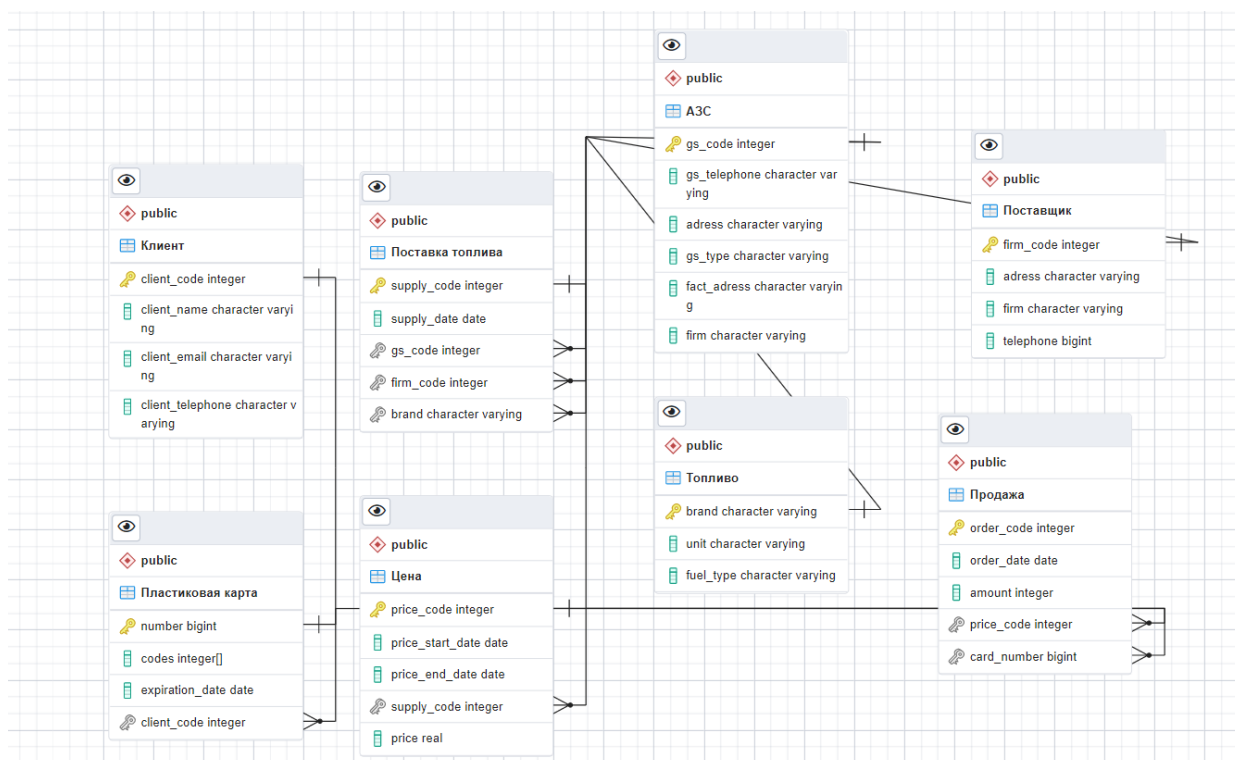 public
Клиент
client_code integer
client_name character varyi
ng
client_email character varyi
ng
client_telephone character v
arying
public
Поставка топлива
supply_code integer
supply_date date
gs_code integer
firm_code integer
brand character varying
public
АЗС
gs_code integer
gs_telephone character var
ying
adress character varying
gs_type character varying
fact_adress character varyin
g
firm character varying
public
Поставщик
firm_code integer
adress character varying
firm character varying
telephone bigint
public
Пластиковая карта
number bigint
codes integer[]
expiration_date date
client_code integer
public
Цена
price_code integer
price_start_date date
price_end_date date
supply_code integer
price real
public
Топливо
brand character varying
unit character varying
fuel_type character varying
public
Продажа
order_code integer
order_date date
amount integer
price_code integer
card_number bigint